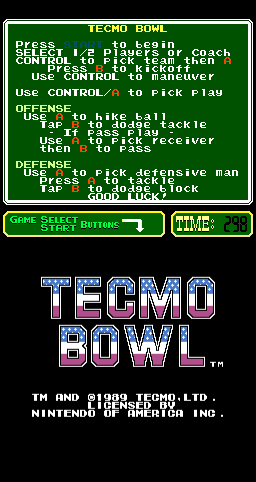 TECMO BOWL
Press START to begin
SELECT 1/2 Players or Coach
CONTROL to pick team then A
Press B to kickoff
Use CONTROL to maneuver
Use CONTROL/A to pick play
OFFENSE
Use A to hike ball
Tap B to dodge tackle
- If pass play -
Use A to pick receiver
then B to pass
DEFENSE
Use A to pick defensive man
Press A to tackle
Tap B to dodge block
GOOD LUCK!
GAME SELECT
START BUTTONS
TIME: 298
TECMO
BOWL™
TM AND ©1989 TECMO,LTD.
LICENSED BY
NINTENDO OF AMERICA INC.